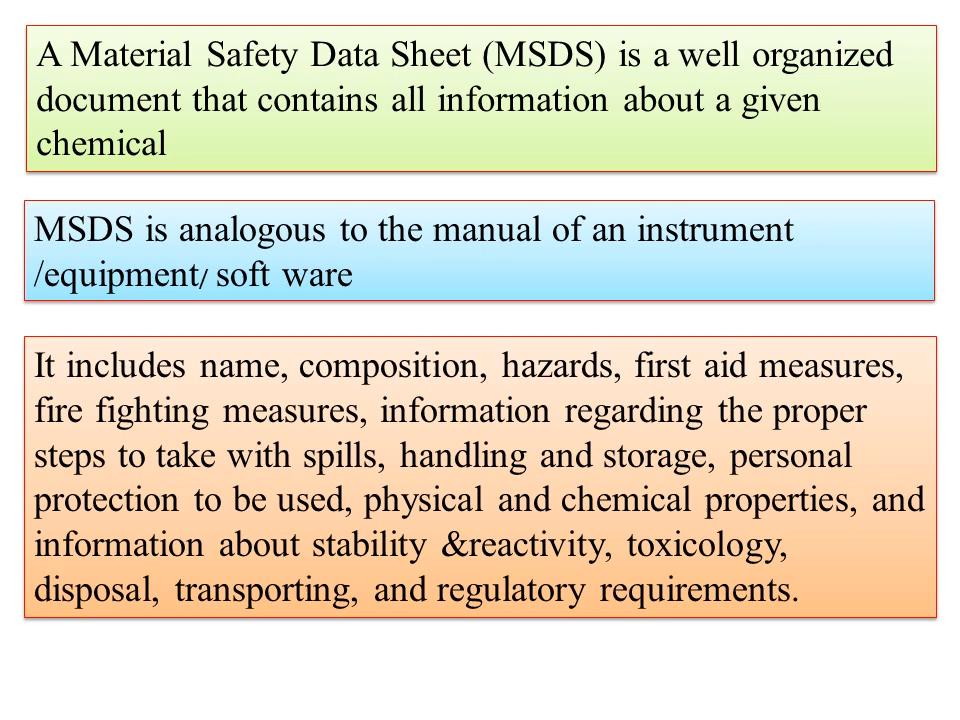 A Material Safety Data Sheet (MSDS) is a well organized
document that contains all information about a given
chemical
MSDS is analogous to the manual of an instrument
/equipment/ soft ware
It includes name, composition, hazards, first aid measures,
fire fighting measures, information regarding the proper
steps to take with spills, handling and storage, personal
protection to be used, physical and chemical properties, and
information about stability &reactivity, toxicology,
disposal, transporting, and regulatory requirements.